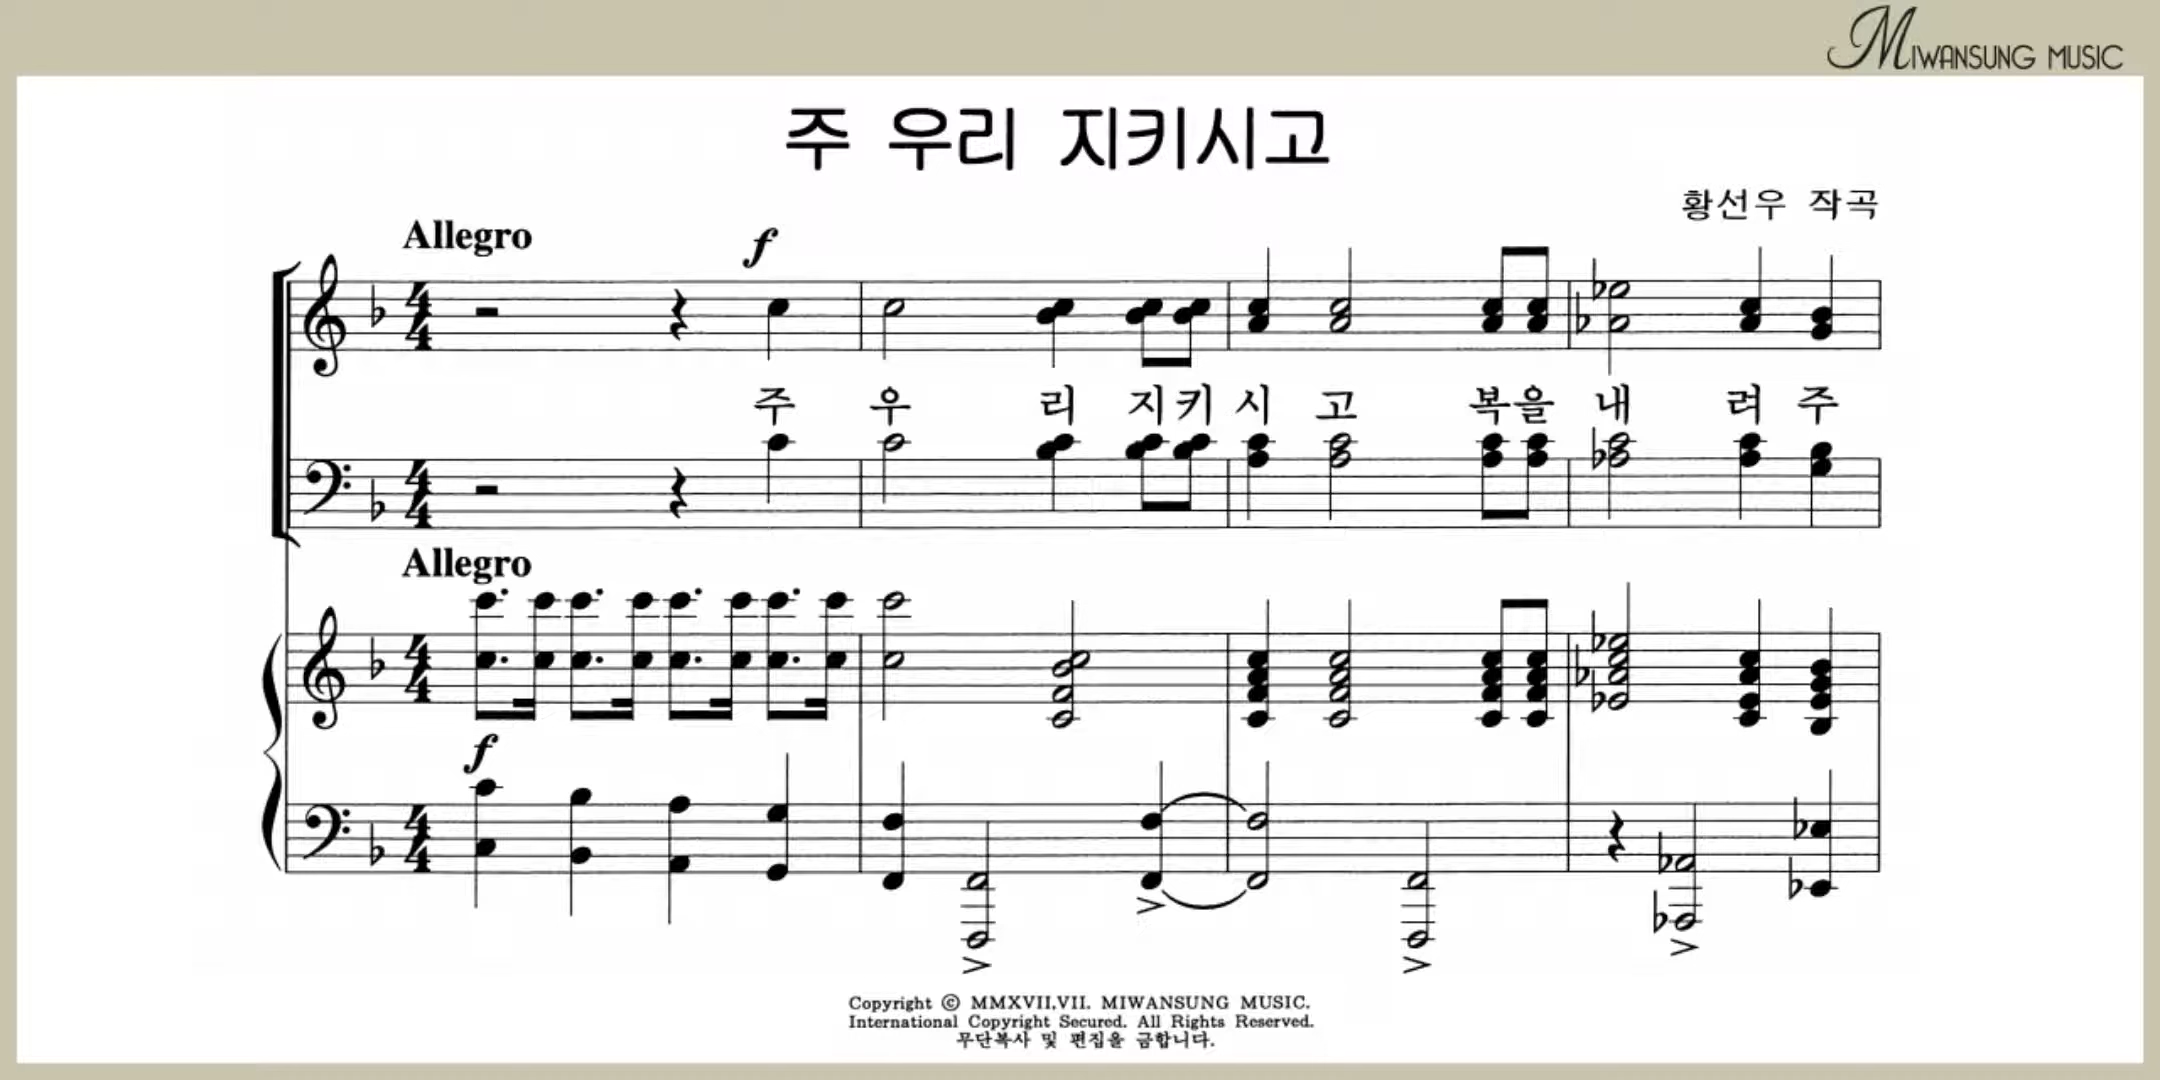 MIWANSUNG MUSIC
주 우리 지키시고
황선우 작곡
Allegro
f
주 우 리 지 키 시 고 복 을 내 려 주
Allegro
f
Copyright © MMXVII,VII. MIWANSUNG MUSIC.
International Copyright Secured. All Rights Reserved.
무단복사 및 편집을 금합니다.